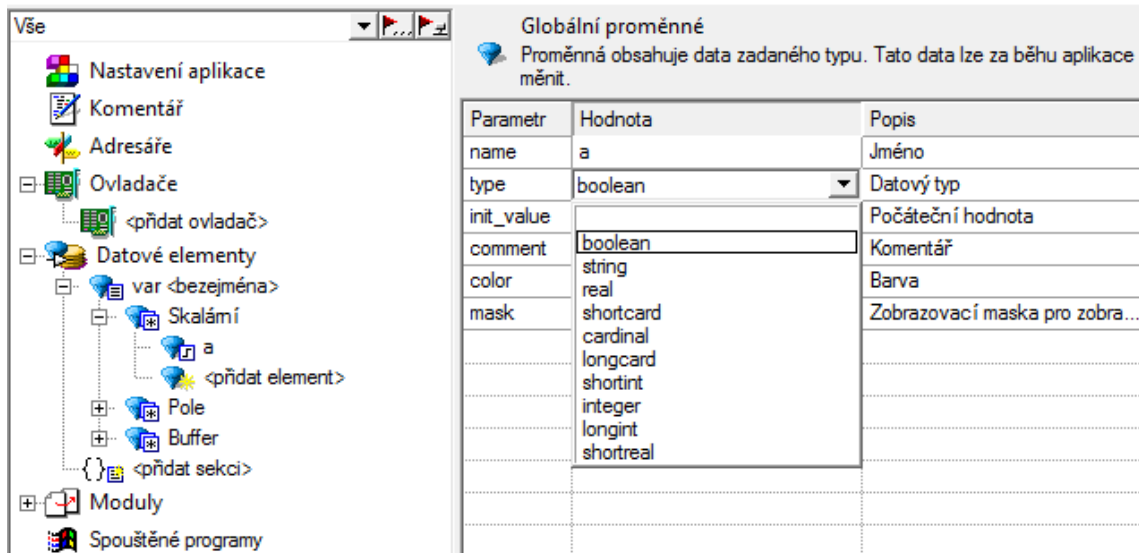 Vše
Nastavení aplikace
Komentář
Adresáře
Ovladače
<přidat ovladač>
Datové elementy
var <bezejména>
Skalární
a
<přidat element>
Pole
Buffer
<přidat sekci>
Moduly
Spouštěné programy
Globální proměnné
Proměnná obsahuje data zadaného typu. Tato data lze za běhu aplikace
měnit.
Parametr Hodnota Popis
name a Jméno
type boolean Datový typ
init_value Počáteční hodnota
comment Komentář
color Barva
mask Zobrazovací maska pro zobra...
boolean
string
real
shortcard
cardinal
longcard
shortint
integer
longint
shortreal